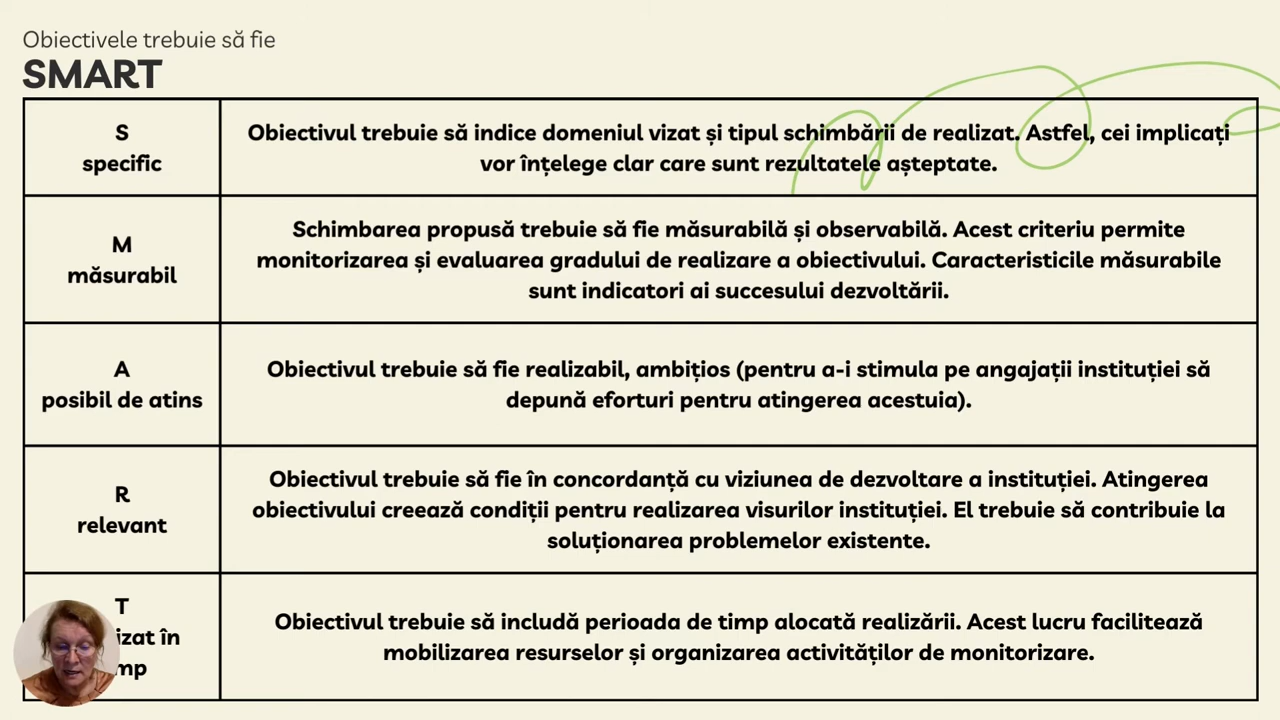 Obiectivele trebuie să fie
SMART
S
specific
Obiectivul trebuie să indice domeniul vizat și tipul schimbării de realizat. Astfel, cei implicați
vor înțelege clar care sunt rezultatele așteptate.
M
măsurabil
Schimbarea propusă trebuie să fie măsurabilă și observabilă. Acest criteriu permite
monitorizarea și evaluarea gradului de realizare a obiectivului. Caracteristicile măsurabile
sunt indicatori ai succesului dezvoltării.
A
posibil de atins
Obiectivul trebuie să fie realizabil, ambițios (pentru a-i stimula pe angajații instituției să
depună eforturi pentru atingerea acestuia).
R
relevant
Obiectivul trebuie să fie în concordanță cu viziunea de dezvoltare a instituției. Atingerea
obiectivului creează condiții pentru realizarea visurilor instituției. El trebuie să contribuie la
soluționarea problemelor existente.
T
în
Obiectivul trebuie să includă perioada de timp alocată realizării. Acest lucru facilitează
mobilizarea resurselor și organizarea activităților de monitorizare.